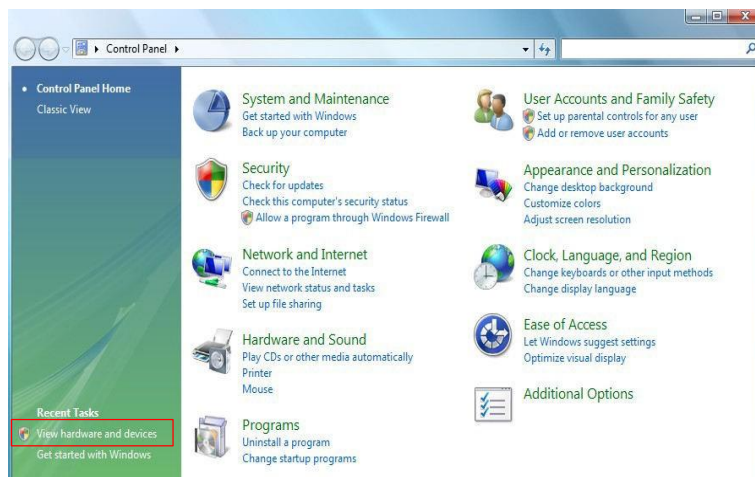 Control Panel
Control Panel Home
Classic View
Recent Tasks
View hardware and devices
Get started with Windows
System and Maintenance
Get started with Windows
Back up your computer
Security
Check for updates
Check this computer's security status
Allow a program through Windows Firewall
Network and Internet
Connect to the Internet
View network status and tasks
Set up file sharing
Hardware and Sound
Play CDs or other media automatically
Printer
Mouse
Programs
Uninstall a program
Change startup programs
User Accounts and Family Safety
Set up parental controls for any user
Add or remove user accounts
Appearance and Personalization
Change desktop background
Customize colors
Adjust screen resolution
Clock, Language, and Region
Change keyboards or other input methods
Change display language
Ease of Access
Let Windows suggest settings
Optimize visual display
Additional Options